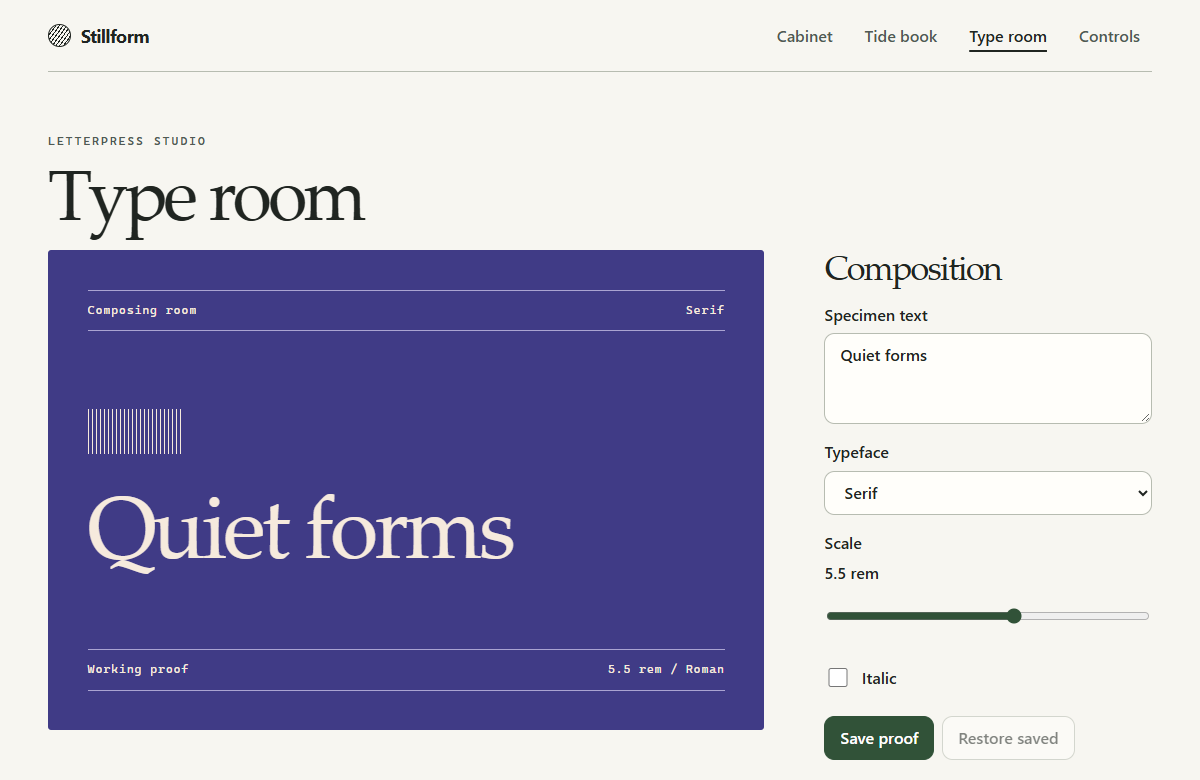 Stillform
Cabinet
Tide book
Type room
Controls
LETTERPRESS STUDIO
Type room
Composing room
Serif
Quiet forms
Working proof
5.5 rem / Roman
Composition
Specimen text
Quiet forms
Typeface
Serif
Scale
5.5 rem
Italic
Save proof
Restore saved